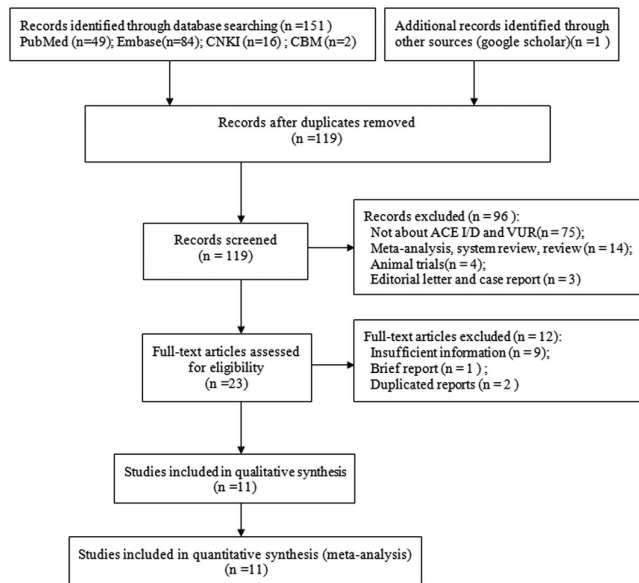 Records identified through database searching (n =151)
PubMed (n=49); Embase(n=84); CNKI (n=16) ; CBM (n=2)
Additional records identified through
other sources (google scholar)(n =1 )
Records after duplicates removed
(n =119)
Records screened
(n = 119)
Records excluded (n = 96 ):
Not about ACE I/D and VUR(n = 75);
Meta-analysis, system review, review (n = 14);
Animal trials(n = 4);
Editorial letter and case report (n = 3)
Full-text articles assessed
for eligibility
(n =23)
Full-text articles excluded (n = 12):
Insufficient information (n = 9);
Brief report (n = 1 ) ;
Duplicated reports (n = 2 )
Studies included in qualitative synthesis
(n =11)
Studies included in quantitative synthesis (meta-analysis)
(n =11)